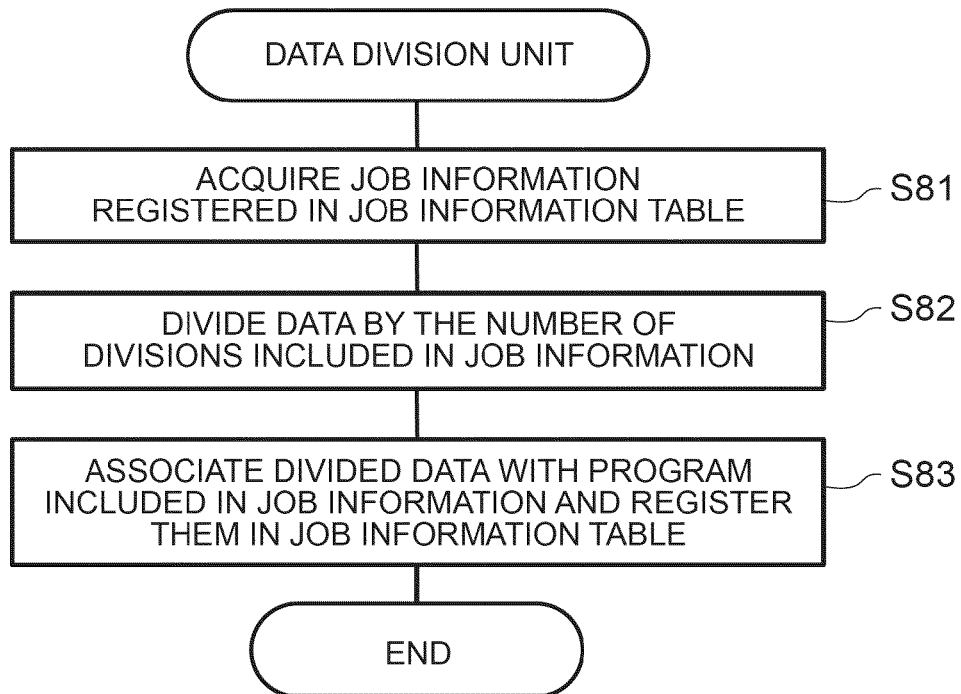 DATA DIVISION UNIT
ACQUIRE JOB INFORMATION
REGISTERED IN JOB INFORMATION TABLE
S81
DIVIDE DATA BY THE NUMBER OF
DIVISIONS INCLUDED IN JOB INFORMATION
S82
ASSOCIATE DIVIDED DATA WITH PROGRAM
INCLUDED IN JOB INFORMATION AND REGISTER
THEM IN JOB INFORMATION TABLE
S83
END